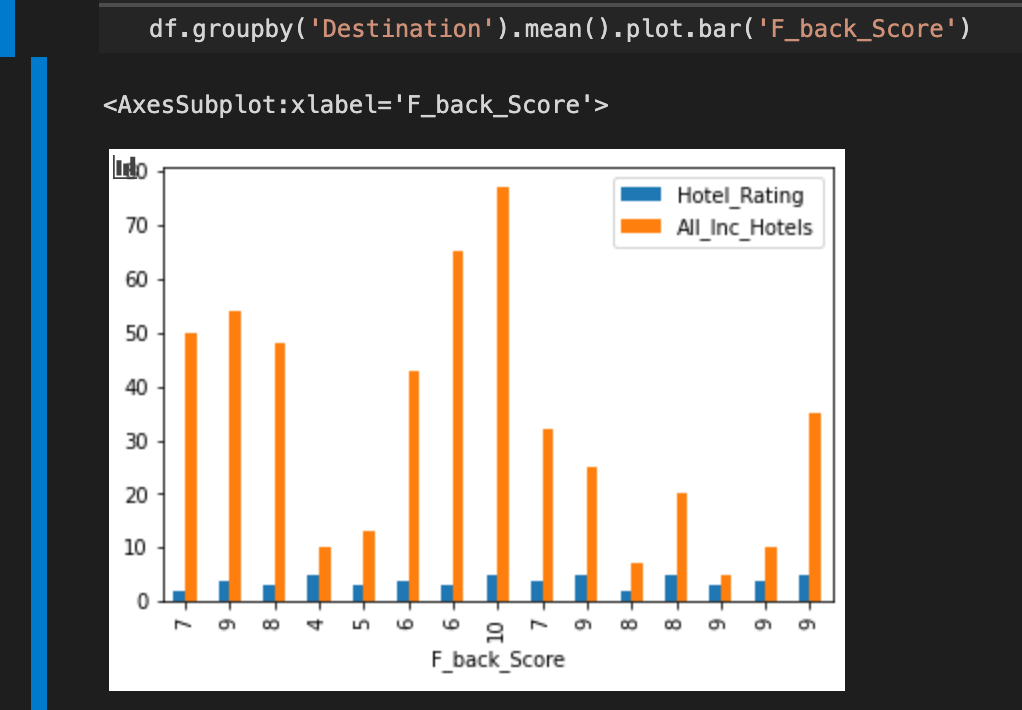 df.groupby('Destination').mean().plot.bar('F_back_Score')
<AxesSubplot:xlabel='F_back_Score'>
Hotel_Rating
All_Inc_Hotels
70
60
50
40
30
20
10
0
7 9 8 4 5 6 6 10 7 9 8 8 9 9 9
F_back_Score